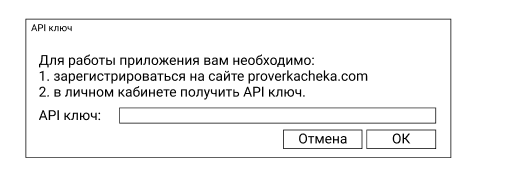 API ключ
Для работы приложения вам необходимо:
1. зарегистрироваться на сайте proverkacheka.com
2. в личном кабинете получить API ключ.
API ключ:
Отмена ОК